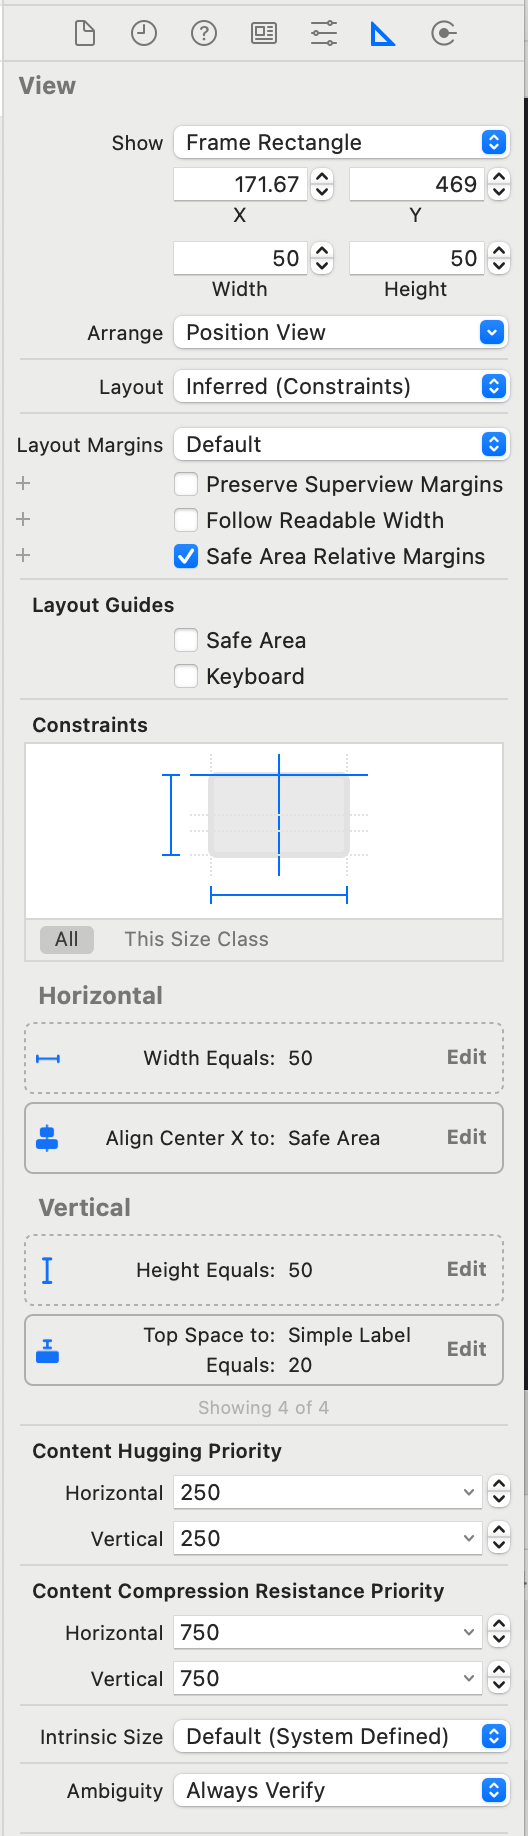 View
Show Frame Rectangle
171.67 469
X Y
50 50
Width Height
Arrange Position View
Layout Inferred (Constraints)
Layout Margins Default
+ Preserve Superview Margins
+ Follow Readable Width
+ Safe Area Relative Margins
Layout Guides
Safe Area
Keyboard
Constraints
All This Size Class
Horizontal
Width Equals: 50 Edit
Align Center X to: Safe Area Edit
Vertical
Height Equals: 50 Edit
Top Space to: Simple Label
Equals: 20 Edit
Showing 4 of 4
Content Hugging Priority
Horizontal 250
Vertical 250
Content Compression Resistance Priority
Horizontal 750
Vertical 750
Intrinsic Size Default (System Defined)
Ambiguity Always Verify